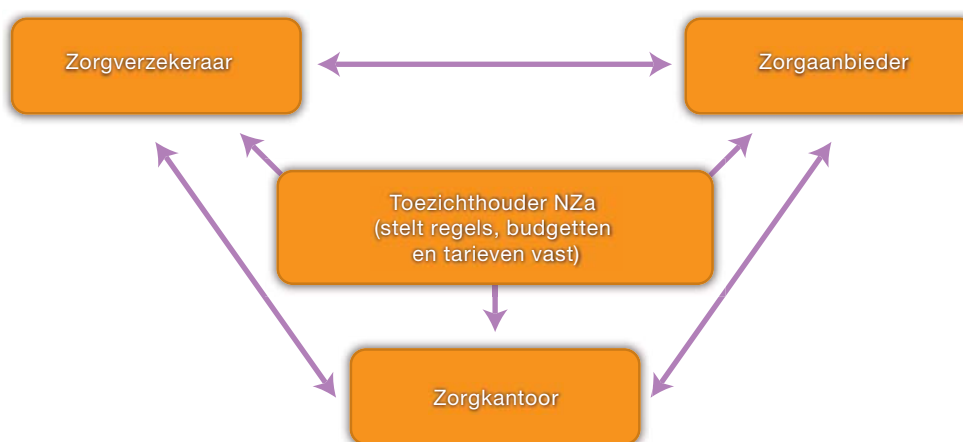 Zorgverzekeraar
Zorgaanbieder
Toezichthouder NZa
(stelt regels, budgetten
en tarieven vast)
Zorgkantoor